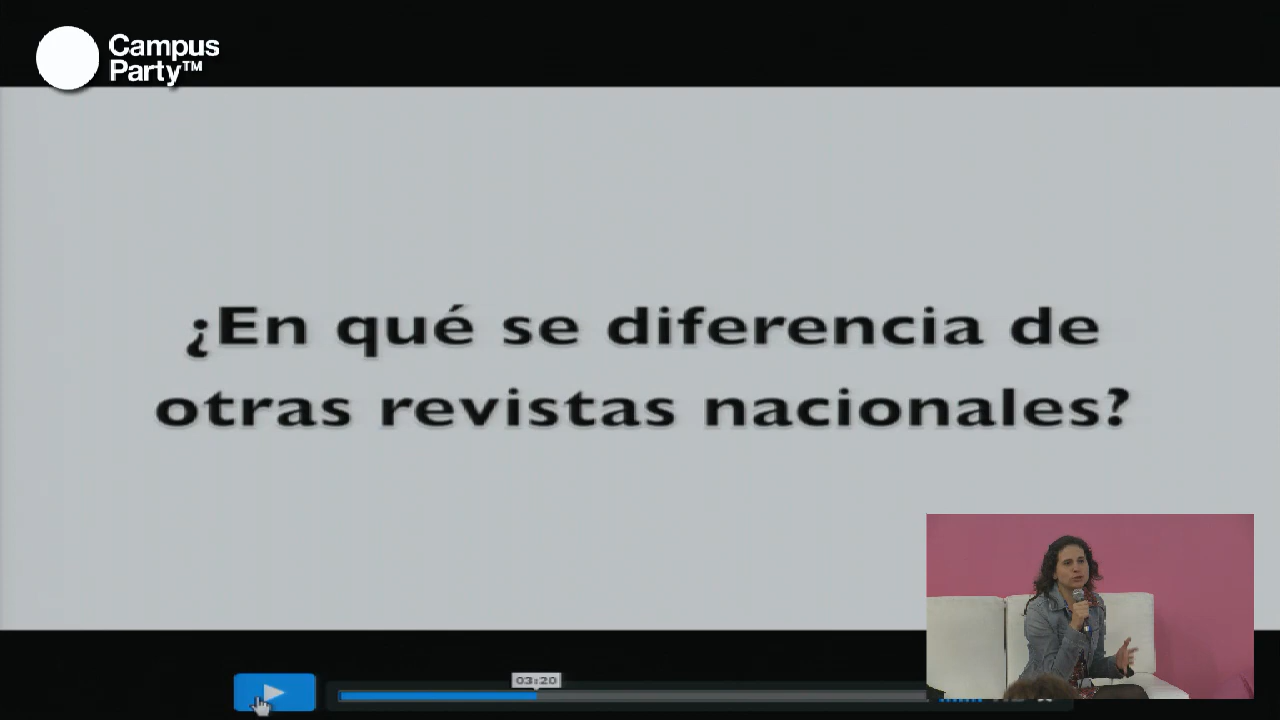 Campus
Party™
¿En qué se diferencia de
otras revistas nacionales?
03:20